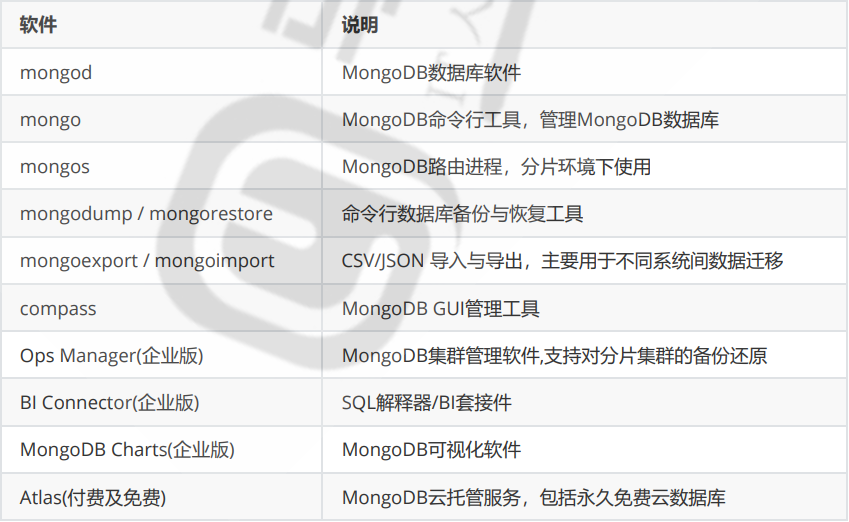 软件 说明
mongod MongoDB数据库软件
mongo MongoDB命令行工具，管理MongoDB数据库
mongos MongoDB路由进程，分片环境下使用
mongodump / mongorestore 命令行数据库备份与恢复工具
mongoexport / mongoimport CSV/JSON 导入与导出，主要用于不同系统间数据迁移
compass MongoDB GUI管理工具
Ops Manager(企业版) MongoDB集群管理软件,支持对分片集群的备份还原
BI Connector(企业版) SQL解释器/BI套接件
MongoDB Charts(企业版) MongoDB可视化软件
Atlas(付费及免费) MongoDB云托管服务，包括永久免费云数据库